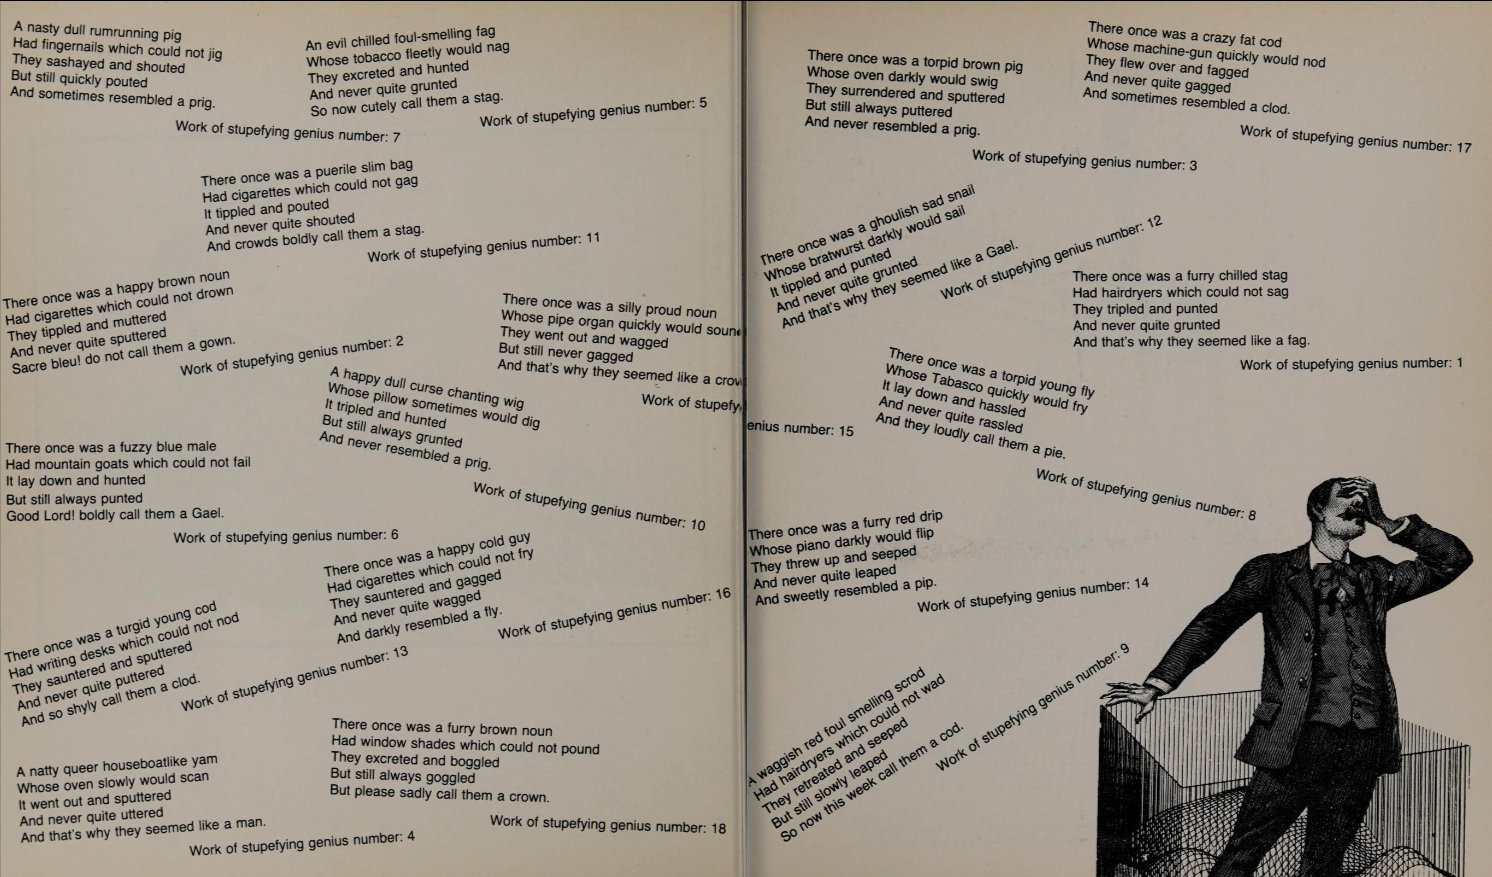 A nasty dull rumrunning pig
Had fingernails which could not jig
They sashayed and shouted
But still quickly pouted
And sometimes resembled a prig.
Work of stupefying genius number: 7
An evil chilled foul-smelling fag
Whose tobacco fleetly would nag
They excreted and hunted
And never quite grunted
So now cutely call them a stag.
Work of stupefying genius number: 5
There once was a puerile slim bag
Had cigarettes which could not gag
It tippled and pouted
And never quite shouted
And crowds boldly call them a stag.
Work of stupefying genius number: 11
There once was a happy brown noun
Had cigarettes which could not drown
They tippled and muttered
And never quite sputtered
Sacre bleu! do not call them a gown.
Work of stupefying genius number: 2
There once was a silly proud noun
Whose pipe organ quickly would soun
They went out and wagged
But still never gagged
And that's why they seemed like a crow
Work of stupefy
enius number: 15
A happy dull curse chanting wig
Whose pillow sometimes would dig
It tripled and hunted
But still always grunted
And never resembled a prig.
Work of stupefying genius number: 10
There once was a fuzzy blue male
Had mountain goats which could not fail
It lay down and hunted
But still always punted
Good Lord! boldly call them a Gael.
Work of stupefying genius number: 6
There once was a happy cold guy
Had cigarettes which could not fry
They sauntered and gagged
And never quite wagged
And darkly resembled a fly.
Work of stupefying genius number: 16
There once was a turgid young cod
Had writing desks which could not nod
They sauntered and sputtered
And never quite puttered
And so shyly call them a clod.
Work of stupefying genius number: 13
There once was a furry brown noun
Had window shades which could not pound
They excreted and boggled
But still always goggled
But please sadly call them a crown.
Work of stupefying genius number: 18
A natty queer houseboatlike yam
Whose oven slowly would scan
It went out and sputtered
And never quite uttered
And that's why they seemed like a man.
Work of stupefying genius number: 4
There once was a torpid brown pig
Whose oven darkly would swig
They surrendered and sputtered
But still always puttered
And never resembled a prig.
Work of stupefying genius number: 3
There once was a crazy fat cod
Whose machine-gun quickly would nod
They flew over and fagged
And never quite gagged
And sometimes resembled a clod.
Work of stupefying genius number: 17
There once was a ghoulish sad snail
Whose bratwurst darkly would sail
It tippled and punted
And never quite grunted
And that's why they seemed like a Gael.
Work of stupefying genius number: 12
There once was a furry chilled stag
Had hairdryers which could not sag
They tripled and punted
And never quite grunted
And that's why they seemed like a fag.
Work of stupefying genius number: 1
There once was a torpid young fly
Whose Tabasco quickly would fry
It lay down and hassled
And never quite rassled
And they loudly call them a pie.
Work of stupefying genius number: 8
There once was a furry red drip
Whose piano darkly would flip
They threw up and seeped
And never quite leaped
And sweetly resembled a pip.
Work of stupefying genius number: 14
A waggish red foul smelling scrod
Had hairdryers which could not wad
They retreated and seeped
But still slowly leaped
So now this week call them a cod.
Work of stupefying genius number: 9